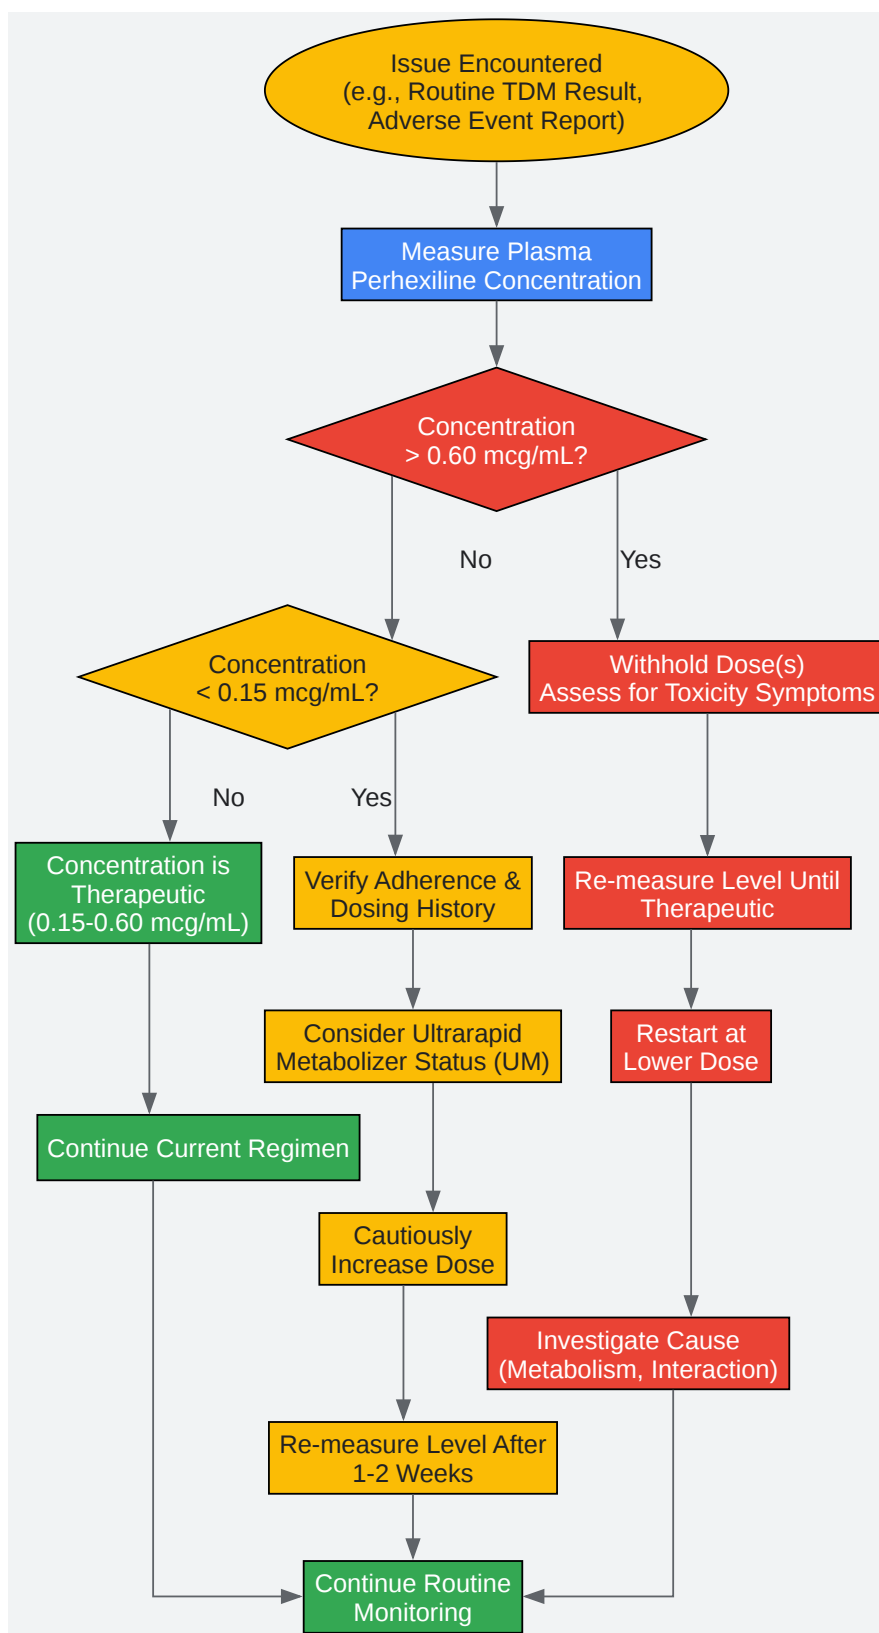 Issue Encountered
(e.g., Routine TDM Result,
Adverse Event Report)
Measure Plasma
Perhexiline Concentration
Concentration
> 0.60 mcg/mL?
No
Yes
Concentration
< 0.15 mcg/mL?
Withhold Dose(s)
Assess for Toxicity Symptoms
No
Yes
Concentration is
Therapeutic
(0.15-0.60 mcg/mL)
Verify Adherence &
Dosing History
Re-measure Level Until
Therapeutic
Consider Ultrarapid
Metabolizer Status (UM)
Restart at
Lower Dose
Continue Current Regimen
Cautiously
Increase Dose
Investigate Cause
(Metabolism, Interaction)
Re-measure Level After
1-2 Weeks
Continue Routine
Monitoring